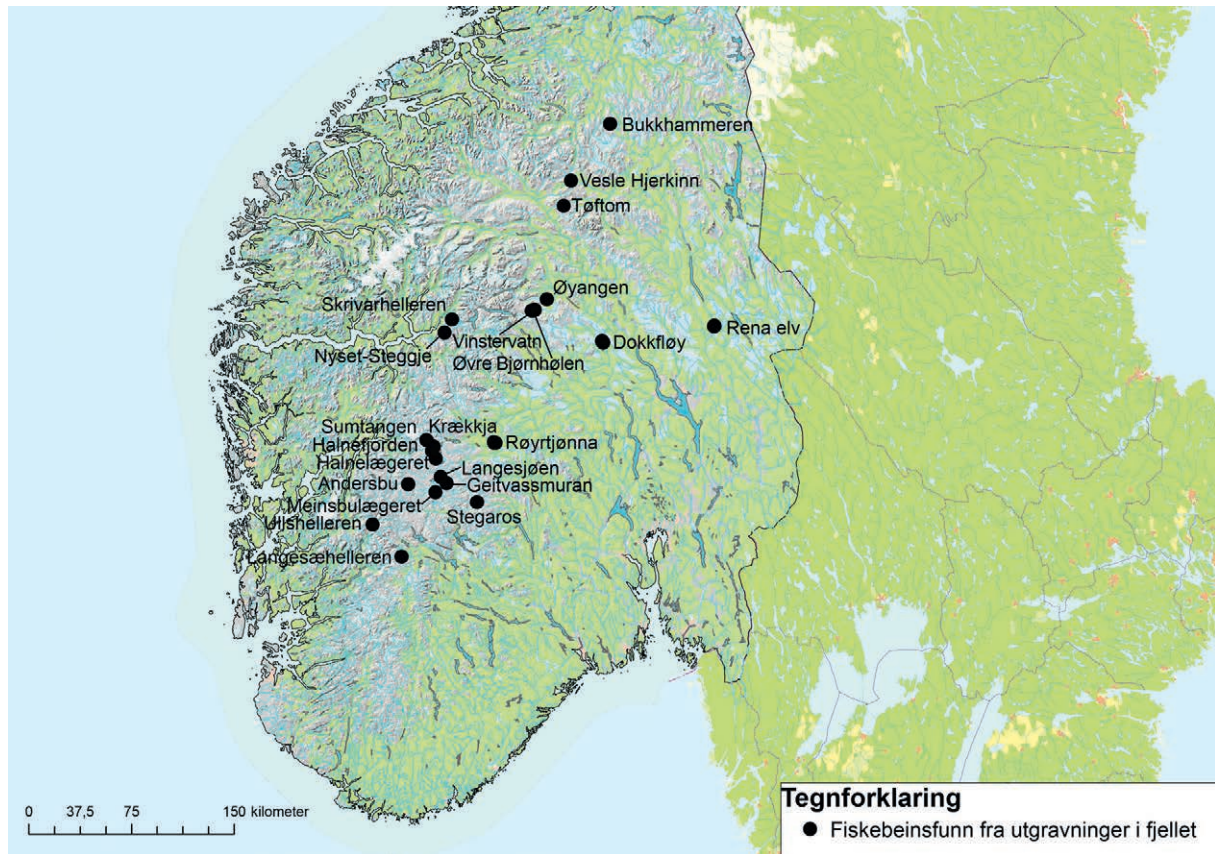 Bukkhammeren
Vesle Hjerkinn
Tøftom
Øyangen
Skrivarhelleren
Rena elv
Vinstervatn
Dokkfløy
Nyset-Steggje
Øvre Bjørnhølen
Sumtangen
Krækkja
Halnefjorden
Røyrtjønna
Halnelægeret
Langesjøen
Andersbu
Geitvassmuran
Meinsbulægeret
Stegaros
Ullshelleren
Langesæhelleren
0 37,5 75 150 kilometer
Tegnforklaring
Fiskebeinsfunn fra utgravninger i fjellet